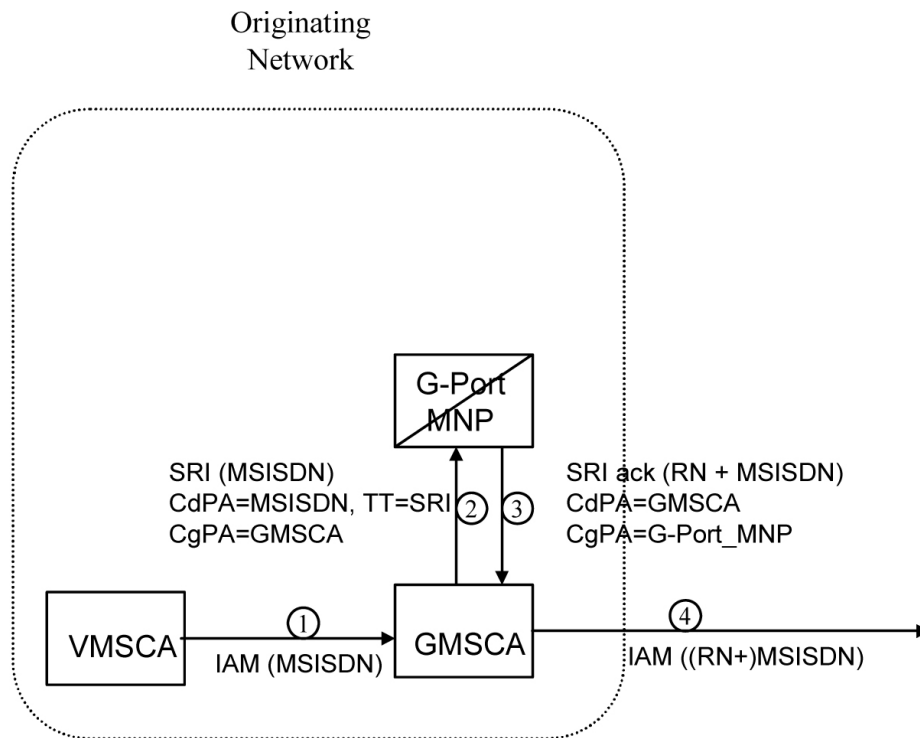 Originating
Network
G-Port
MNP
SRI (MSISDN)
CdPA=MSISDN, TT=SRI
CgPA=GMSCA
2
3
SRI ack (RN + MSISDN)
CdPA=GMSCA
CgPA=G-Port_MNP
VMSCA
1
IAM (MSISDN)
GMSCA
4
IAM ((RN+)MSISDN)